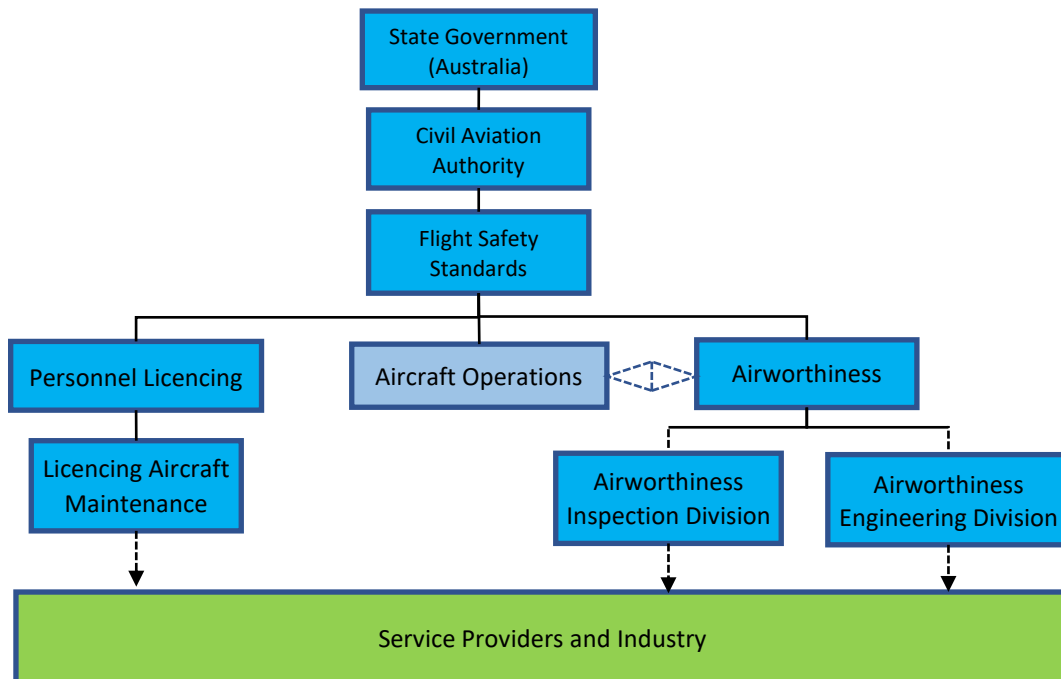 State Government
(Australia)
Civil Aviation
Authority
Flight Safety
Standards
Personnel Licencing
Aircraft Operations
Airworthiness
Licencing Aircraft
Maintenance
Airworthiness
Inspection Division
Airworthiness
Engineering Division
Service Providers and Industry